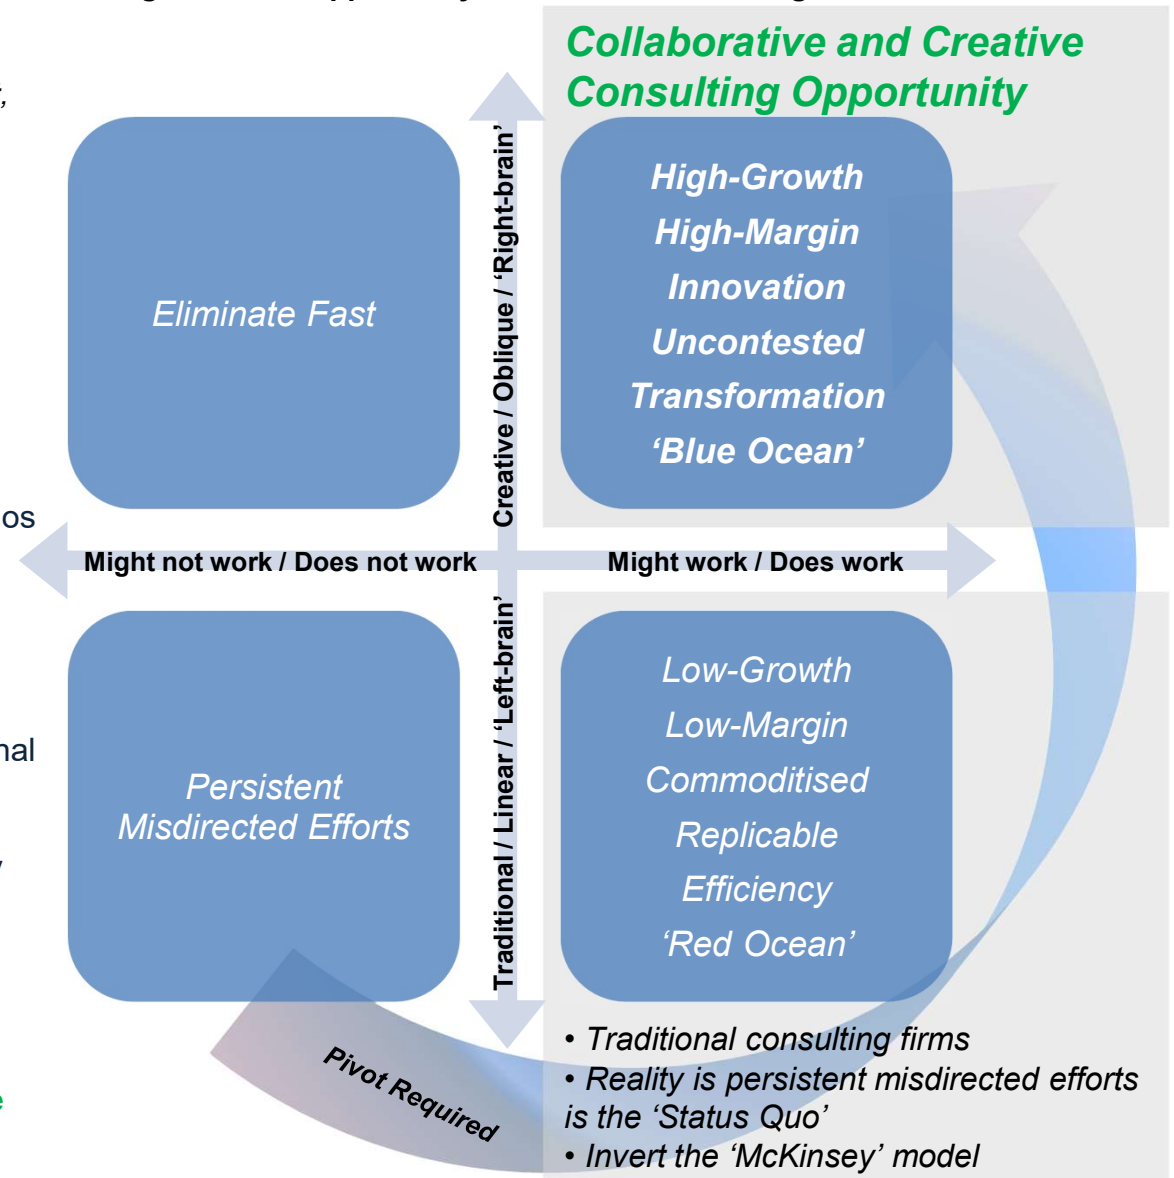 Collaborative and Creative
Consulting Opportunity
Creative / Oblique / ‘Right-brain’
Eliminate Fast
High-Growth
High-Margin
Innovation
Uncontested
Transformation
‘Blue Ocean’
Might not work / Does not work
Might work / Does work
Traditional / Linear / ‘Left-brain’
Persistent
Misdirected Efforts
Low-Growth
Low-Margin
Commoditised
Replicable
Efficiency
‘Red Ocean’
Pivot Required
• Traditional consulting firms
• Reality is persistent misdirected efforts
is the ‘Status Quo’
• Invert the ‘McKinsey’ model